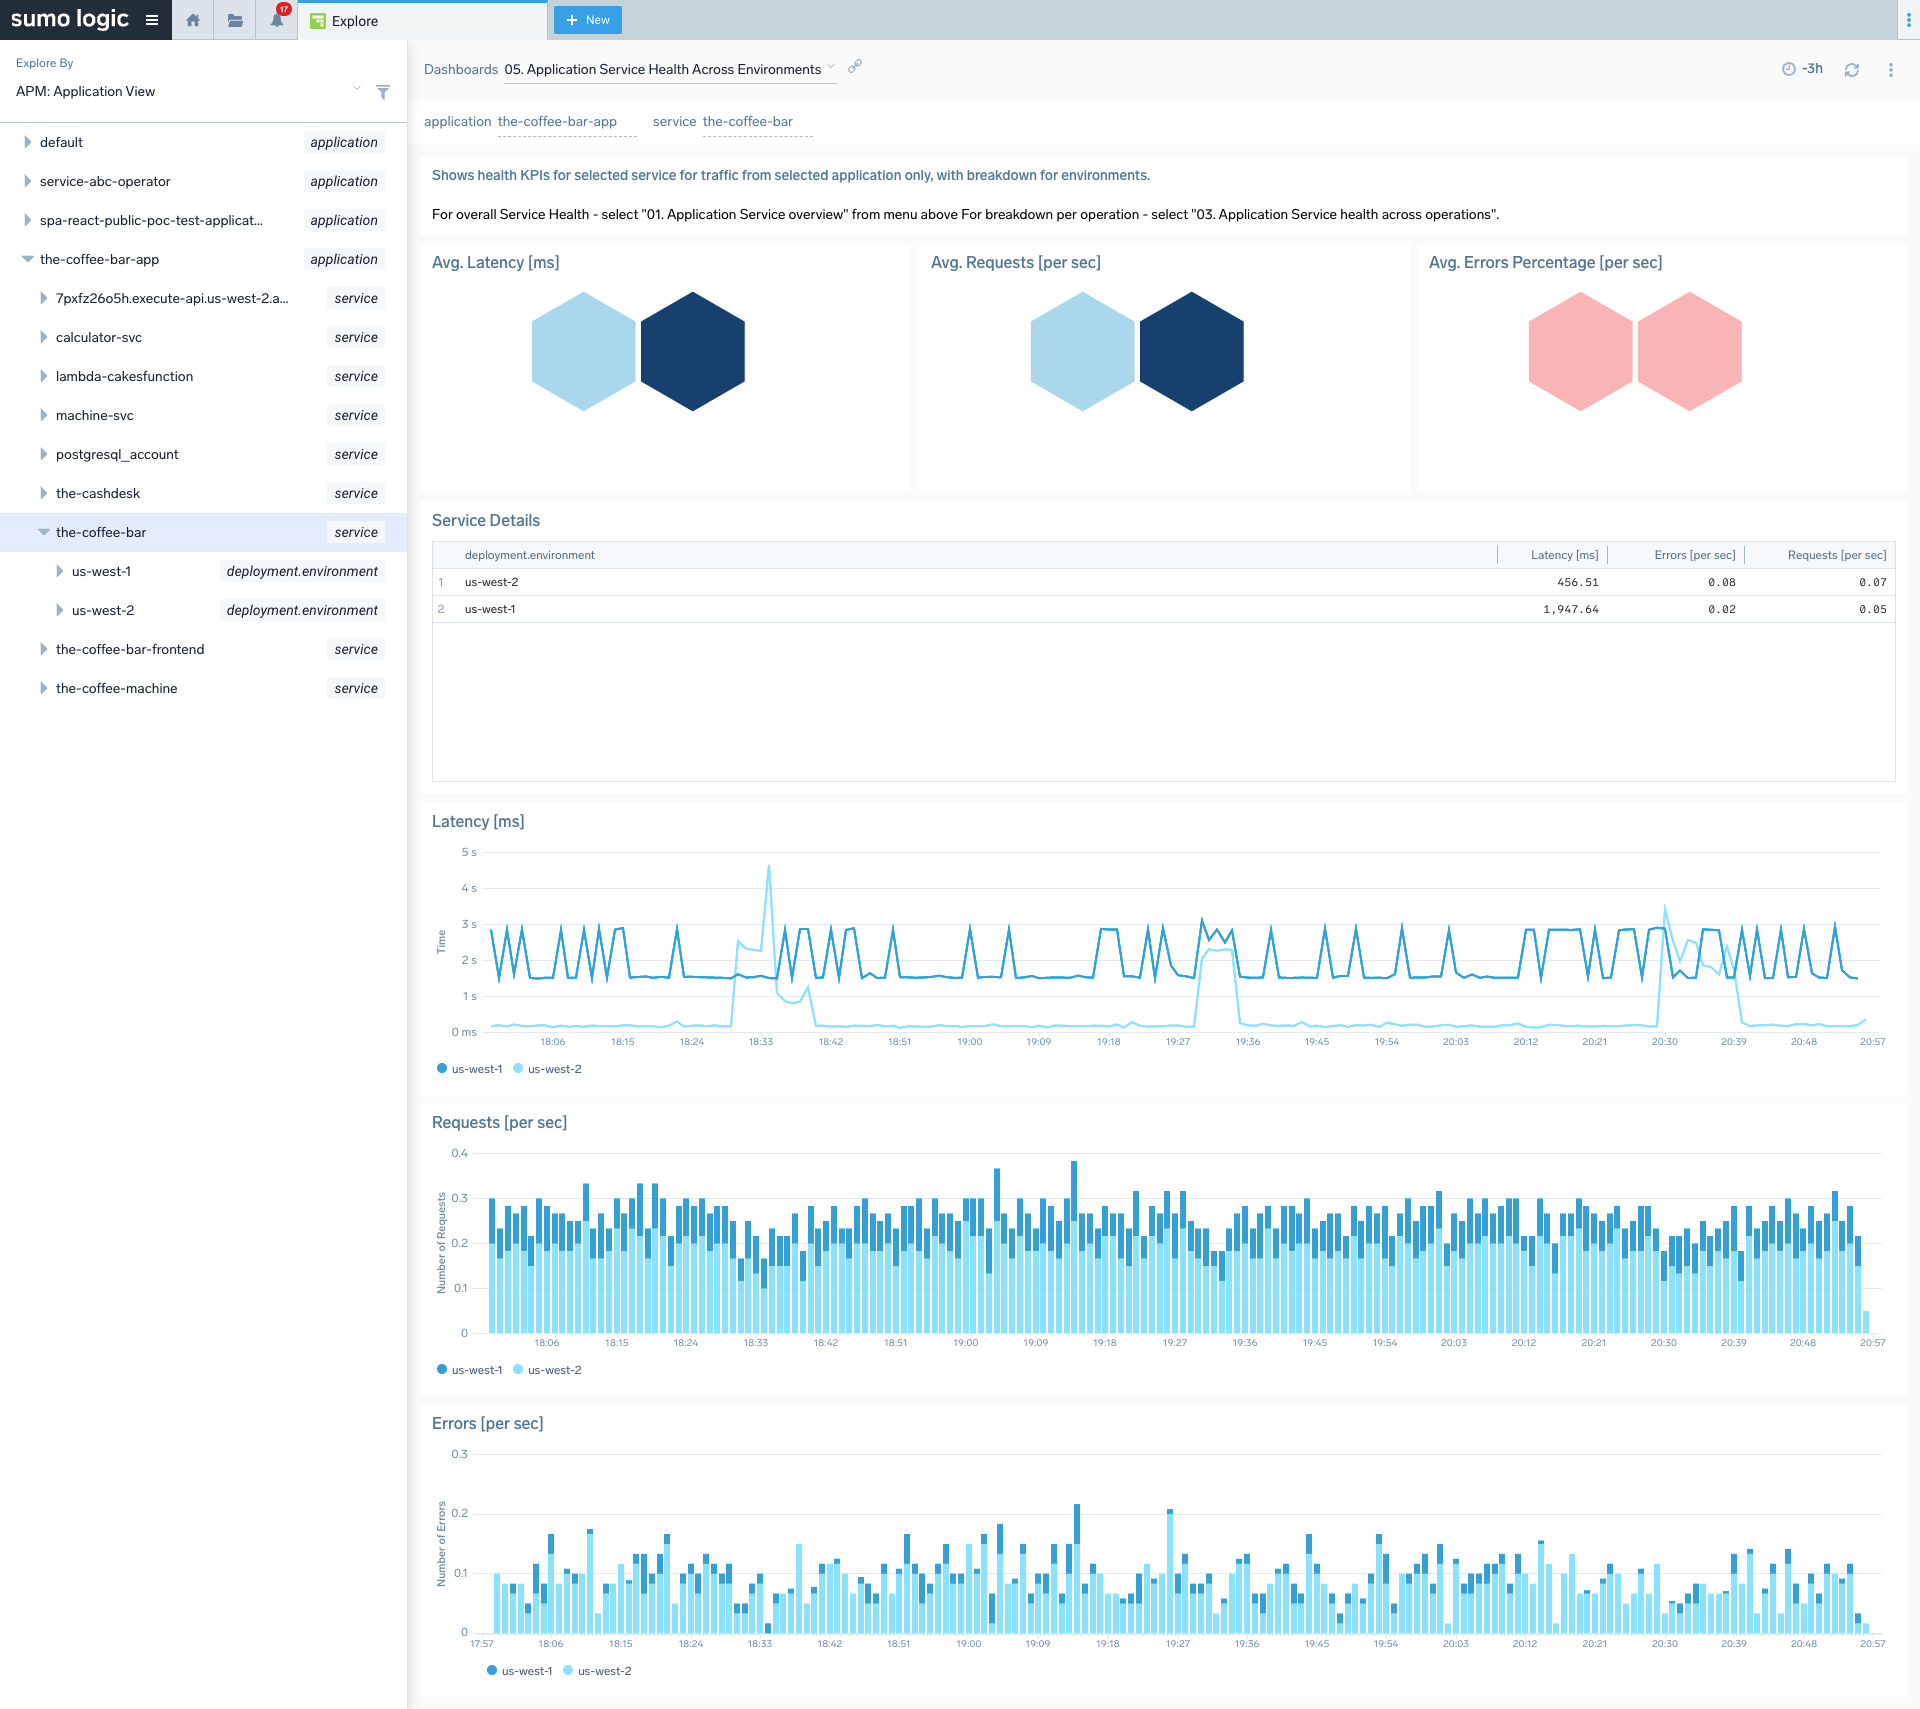 sumo logic
17
Explore
+ New
Explore By
APM: Application View
default application
service-abc-operator application
spa-react-public-poc-test-applicat... application
the-coffee-bar-app application
7pxfz26o5h.execute-api.us-west-2.a... service
calculator-svc service
lambda-cakesfunction service
machine-svc service
postgresql_account service
the-cashdesk service
the-coffee-bar service
us-west-1 deployment.environment
us-west-2 deployment.environment
the-coffee-bar-frontend service
the-coffee-machine service
Dashboards 05. Application Service Health Across Environments
-3h
application the-coffee-bar-app service the-coffee-bar
Shows health KPIs for selected service for traffic from selected application only, with breakdown for environments.
For overall Service Health - select "01. Application Service overview" from menu above For breakdown per operation - select "03. Application Service health across operations".
Avg. Latency [ms]
Avg. Requests [per sec]
Avg. Errors Percentage [per sec]
Service Details
deployment.environment Latency [ms] Errors [per sec] Requests [per sec]
1 us-west-2 456.51 0.08 0.07
2 us-west-1 1,947.64 0.02 0.05
Latency [ms]
Time
5 s
4 s
3 s
2 s
1 s
0 ms
18:06 18:15 18:24 18:33 18:42 18:51 19:00 19:09 19:18 19:27 19:36 19:45 19:54 20:03 20:12 20:21 20:30 20:39 20:48 20:57
us-west-1 us-west-2
Requests [per sec]
Number of Requests
0.4
0.3
0.2
0.1
0
18:06 18:15 18:24 18:33 18:42 18:51 19:00 19:09 19:18 19:27 19:36 19:45 19:54 20:03 20:12 20:21 20:30 20:39 20:48 20:57
us-west-1 us-west-2
Errors [per sec]
Number of Errors
0.3
0.2
0.1
0
17:57 18:06 18:15 18:24 18:33 18:42 18:51 19:00 19:09 19:18 19:27 19:36 19:45 19:54 20:03 20:12 20:21 20:30 20:39 20:48 20:57
us-west-1 us-west-2